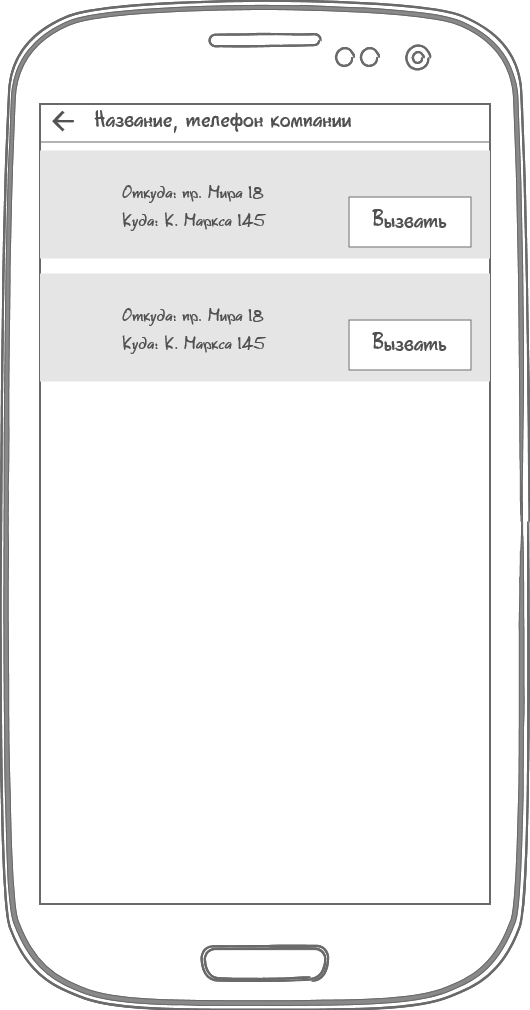 Название, телефон компании
Откуда: пр. Мира 18
Куда: К. Маркса 145
Вызвать
Откуда: пр. Мира 18
Куда: К. Маркса 145
Вызвать